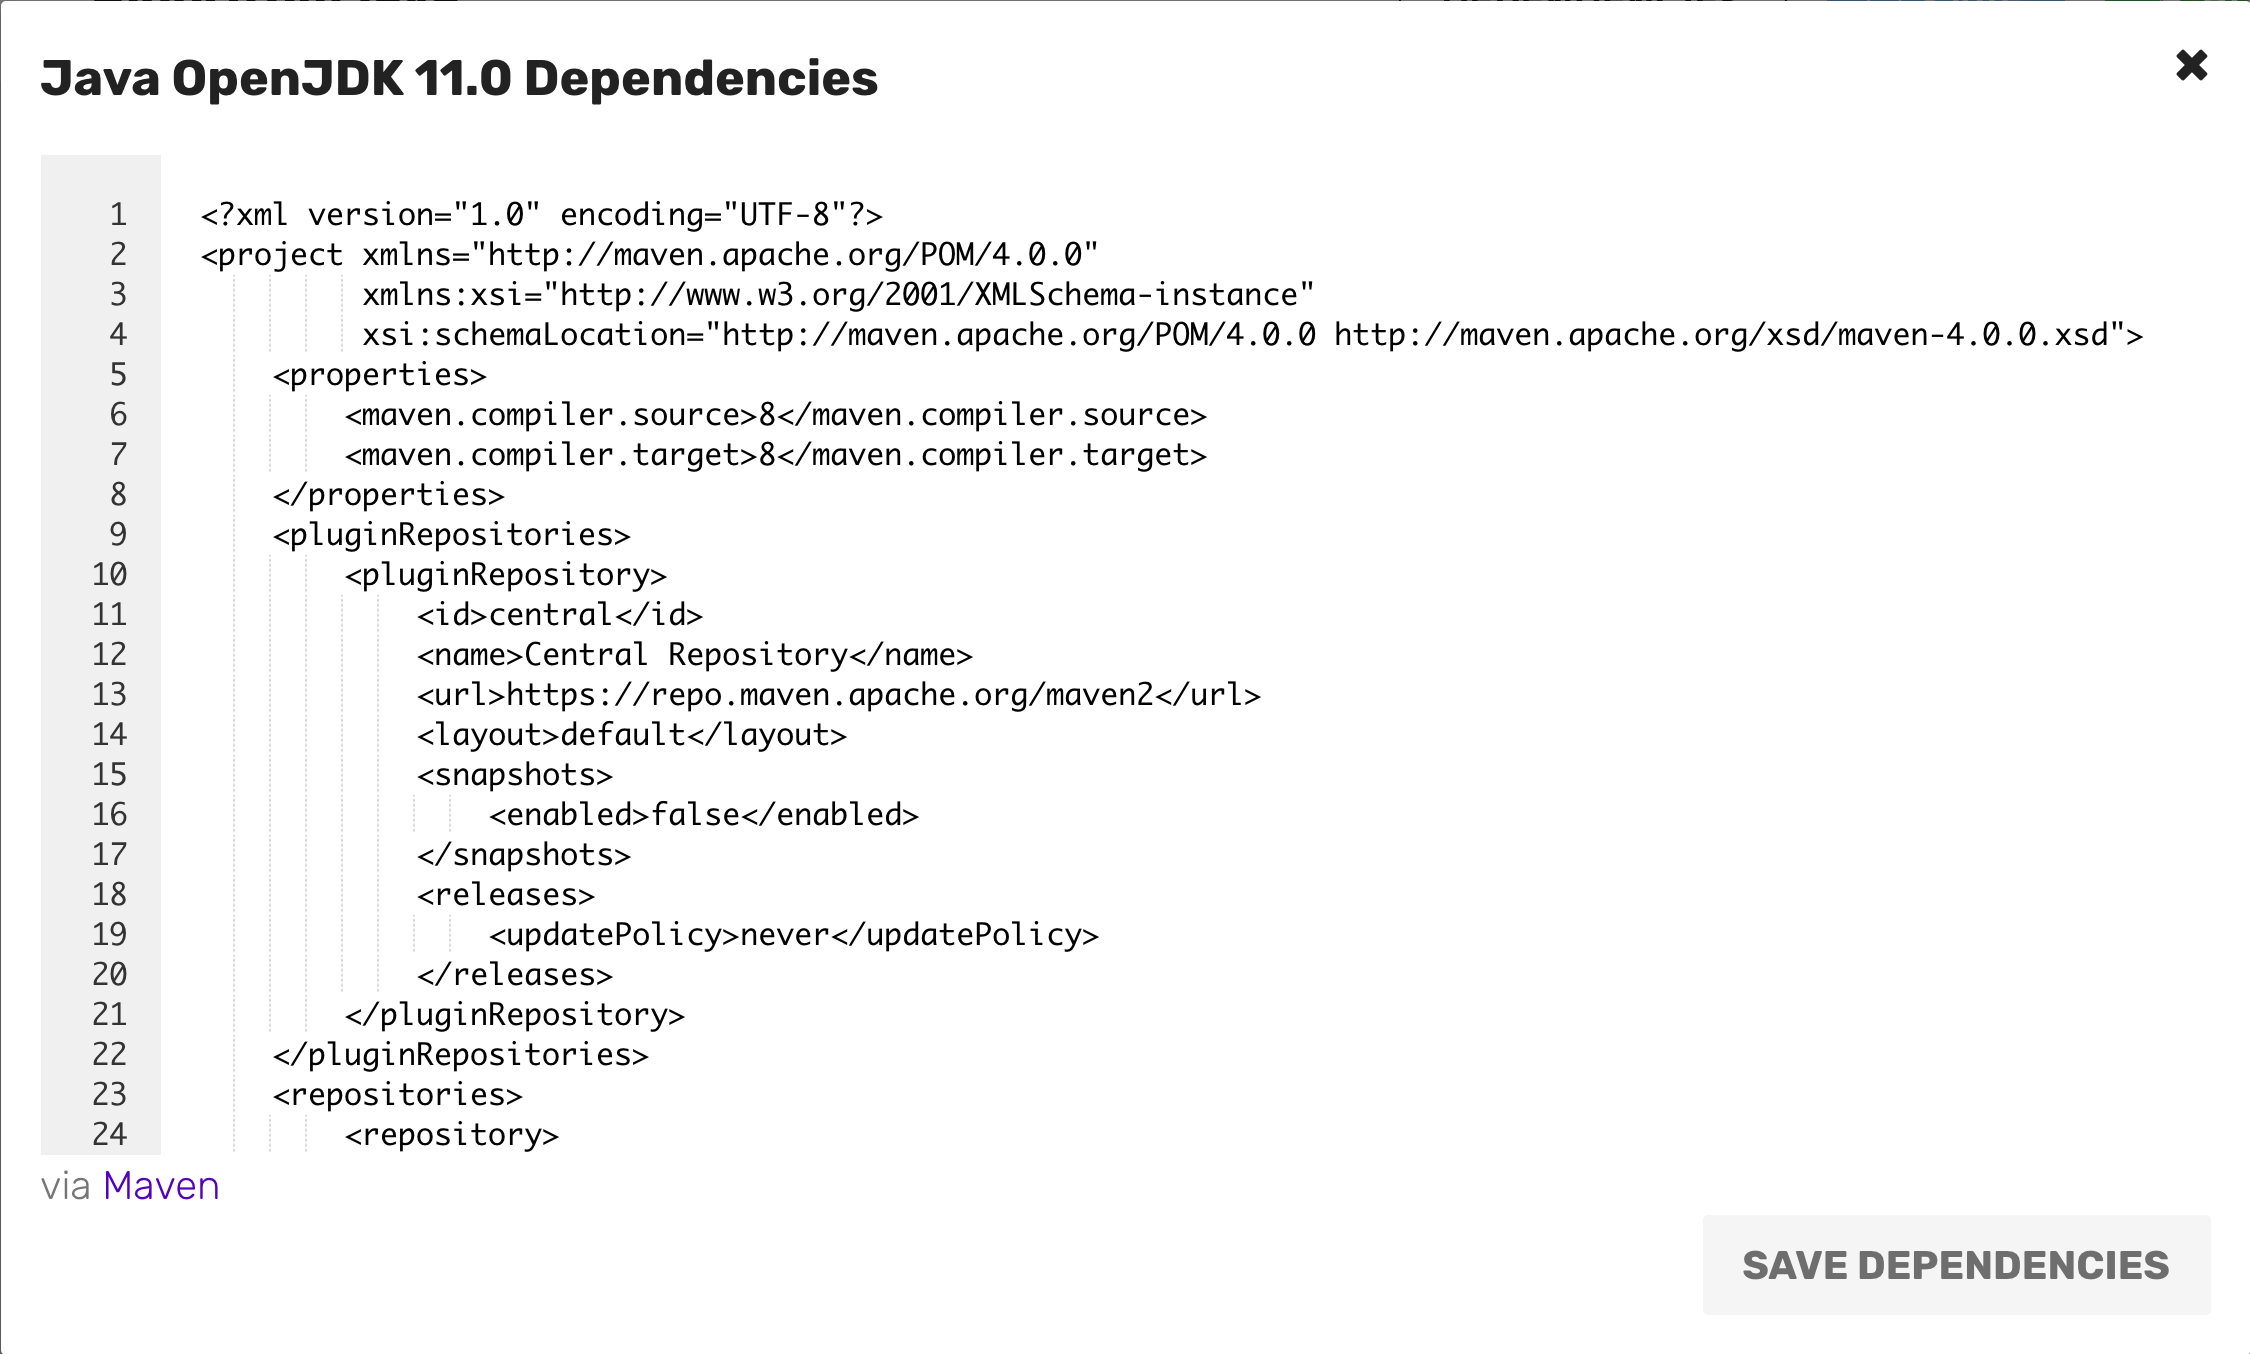 Java OpenJDK 11.0 Dependencies
1 <?xml version="1.0" encoding="UTF-8"?>
2 <project xmlns="http://maven.apache.org/POM/4.0.0"
3          xmlns:xsi="http://www.w3.org/2001/XMLSchema-instance"
4          xsi:schemaLocation="http://maven.apache.org/POM/4.0.0 http://maven.apache.org/xsd/maven-4.0.0.xsd">
5     <properties>
6         <maven.compiler.source>8</maven.compiler.source>
7         <maven.compiler.target>8</maven.compiler.target>
8     </properties>
9     <pluginRepositories>
10         <pluginRepository>
11             <id>central</id>
12             <name>Central Repository</name>
13             <url>https://repo.maven.apache.org/maven2</url>
14             <layout>default</layout>
15             <snapshots>
16                 <enabled>false</enabled>
17             </snapshots>
18             <releases>
19                 <updatePolicy>never</updatePolicy>
20             </releases>
21         </pluginRepository>
22     </pluginRepositories>
23     <repositories>
24         <repository>
via Maven
SAVE DEPENDENCIES